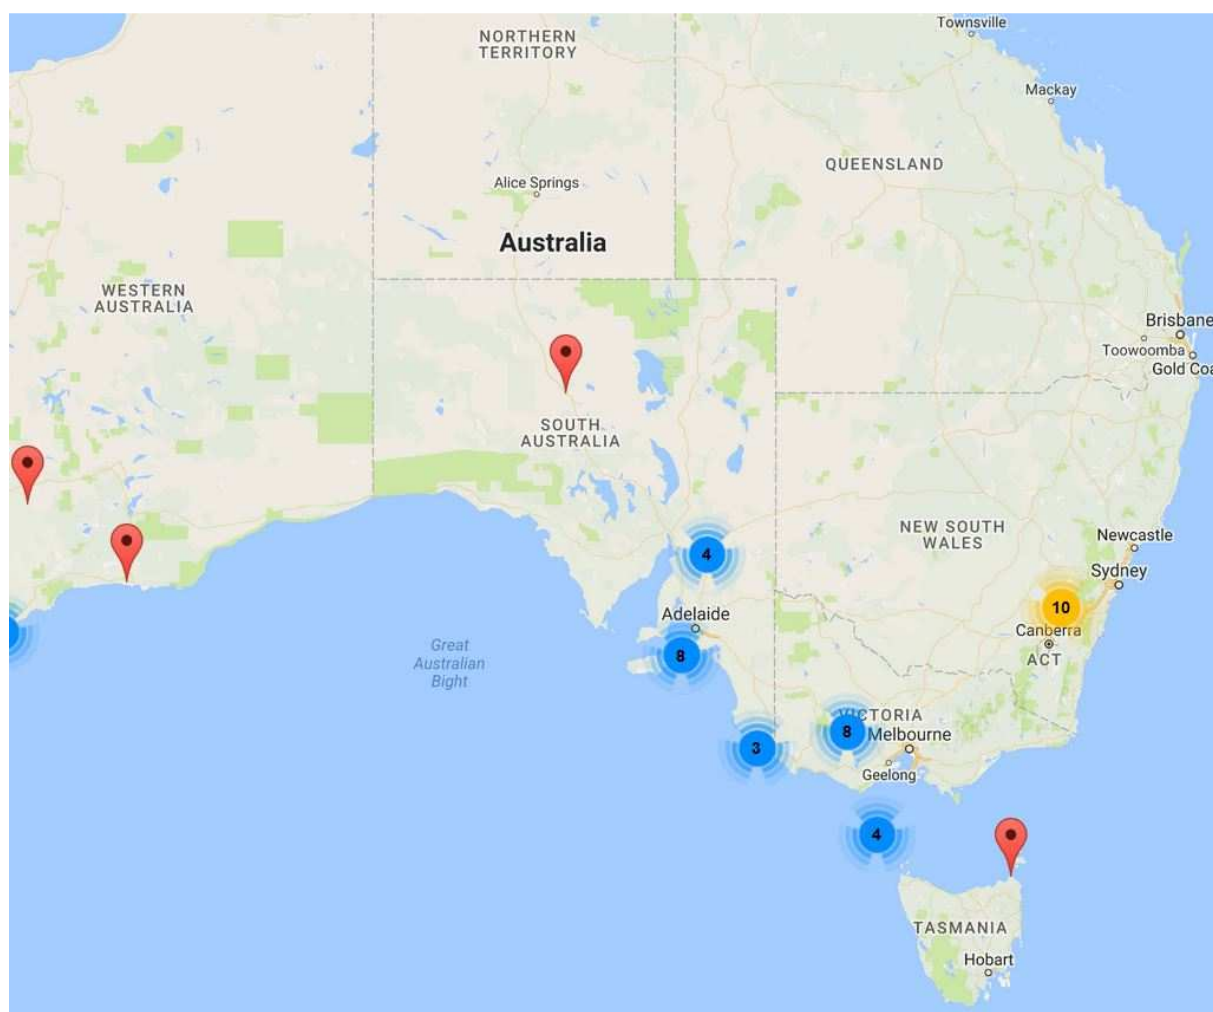 Townsville
NORTHERN
TERRITORY
Mackay
QUEENSLAND
Alice Springs
Australia
WESTERN
AUSTRALIA
Brisbane
Toowoomba
Gold Coa
SOUTH
AUSTRALIA
NEW SOUTH
WALES
Newcastle
4
Sydney
10
Adelaide
Canberra
8
ACT
Great
Australian
Bight
VICTORIA
8
Melbourne
3
Geelong
4
TASMANIA
Hobart